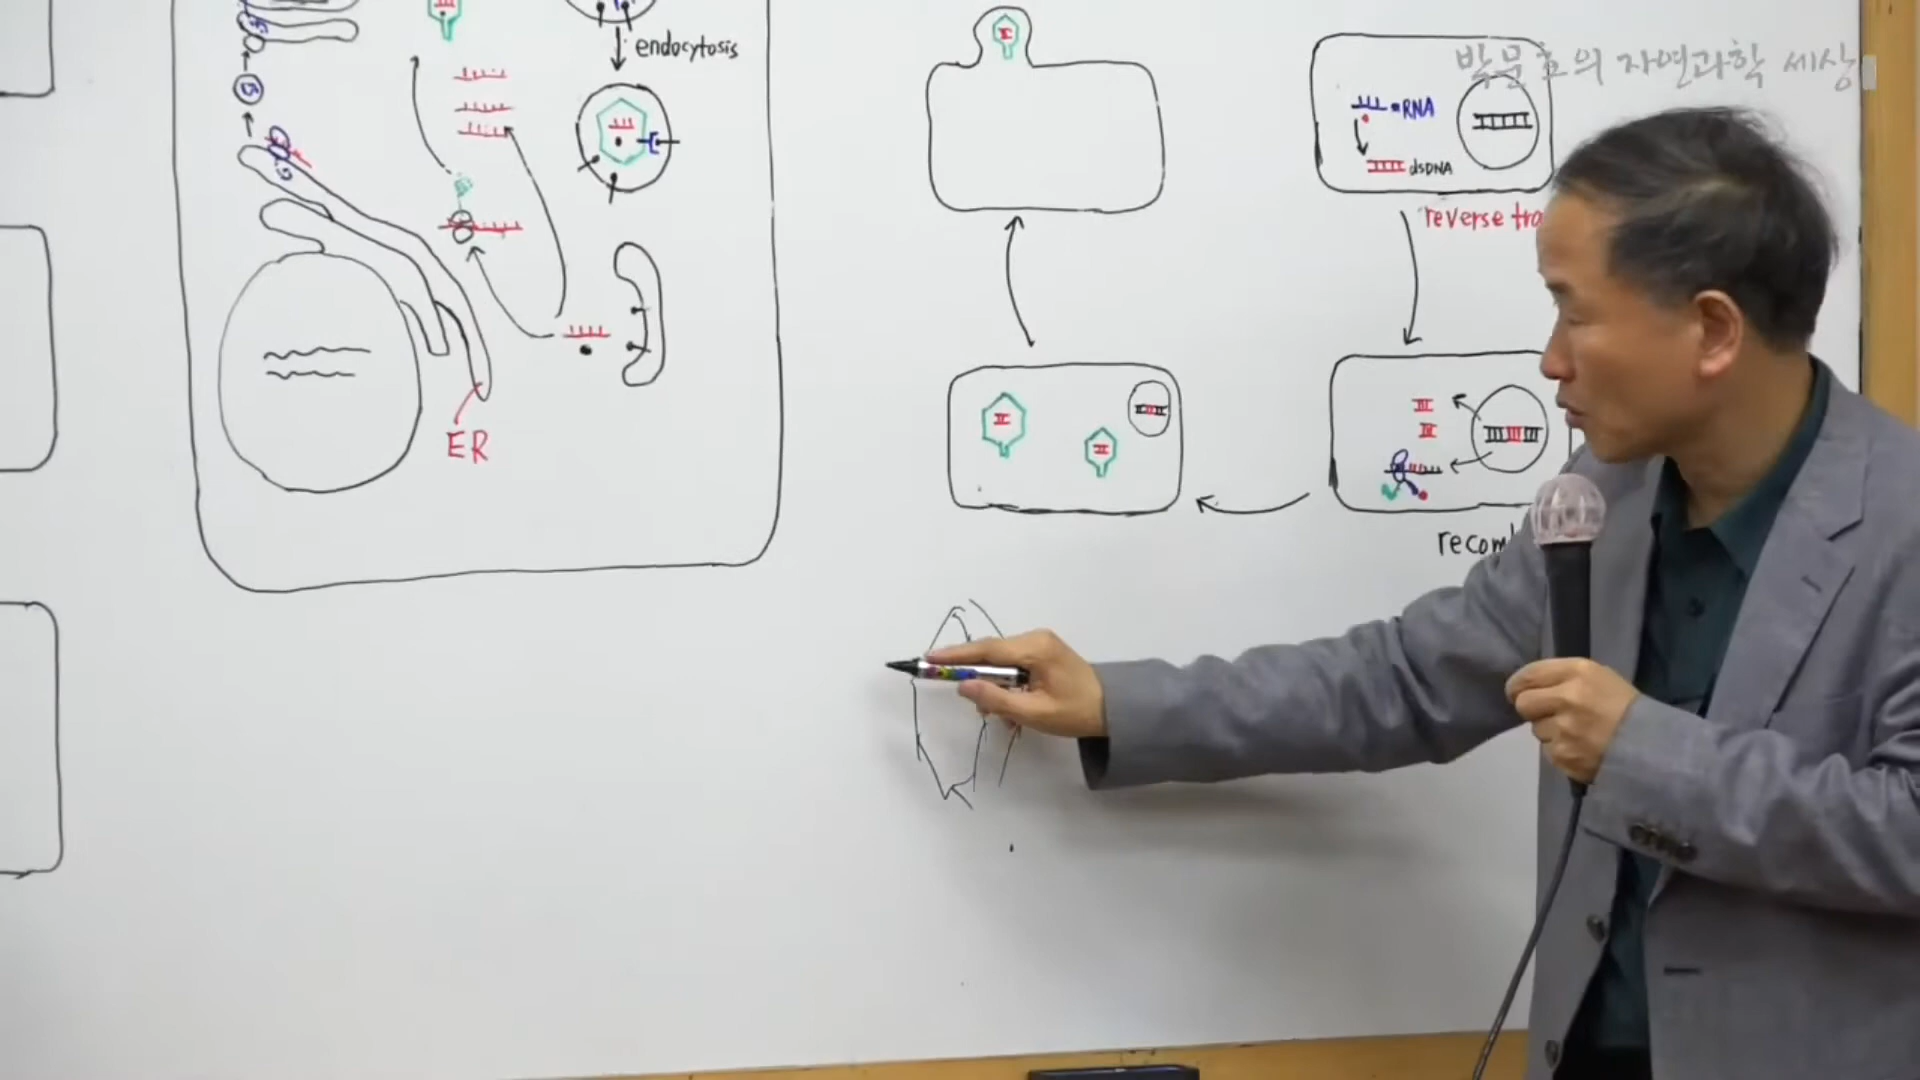 endocytosis
박문호의 자연과학 세상
RNA
dsDNA
reverse tra
ER
recom